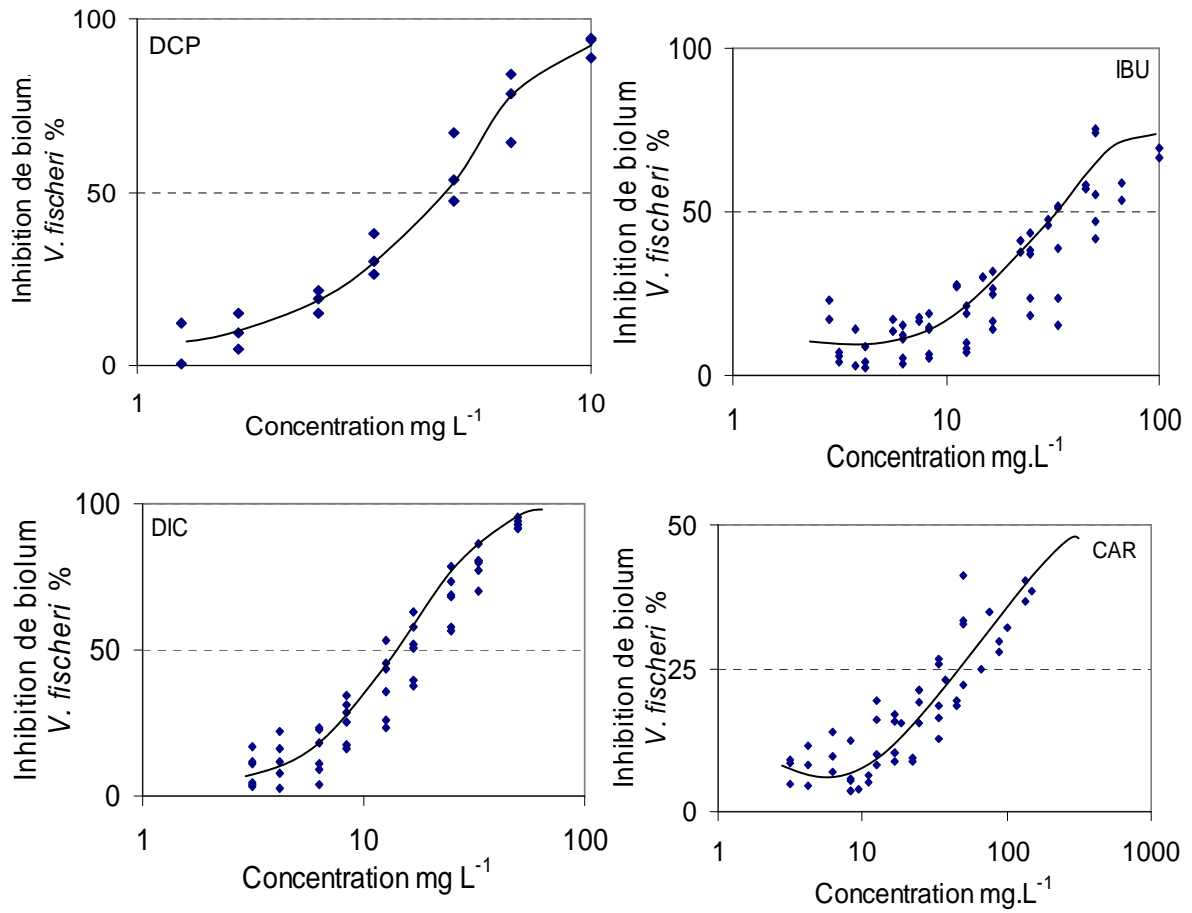 100
DCP
Inhibition de biolum.
V. fischeri %
50
0
1
10
Concentration mg L-1
100
IBU
Inhibition de biolum
V. fischeri %
50
0
1
10
100
Concentration mg.L-1
100
DIC
Inhibition de biolum
V. fischeri %
50
0
1
10
100
Concentration mg L-1
50
CAR
Inhibition de biolum
V. fischeri %
25
0
1
10
100
1000
Concentration mg.L-1